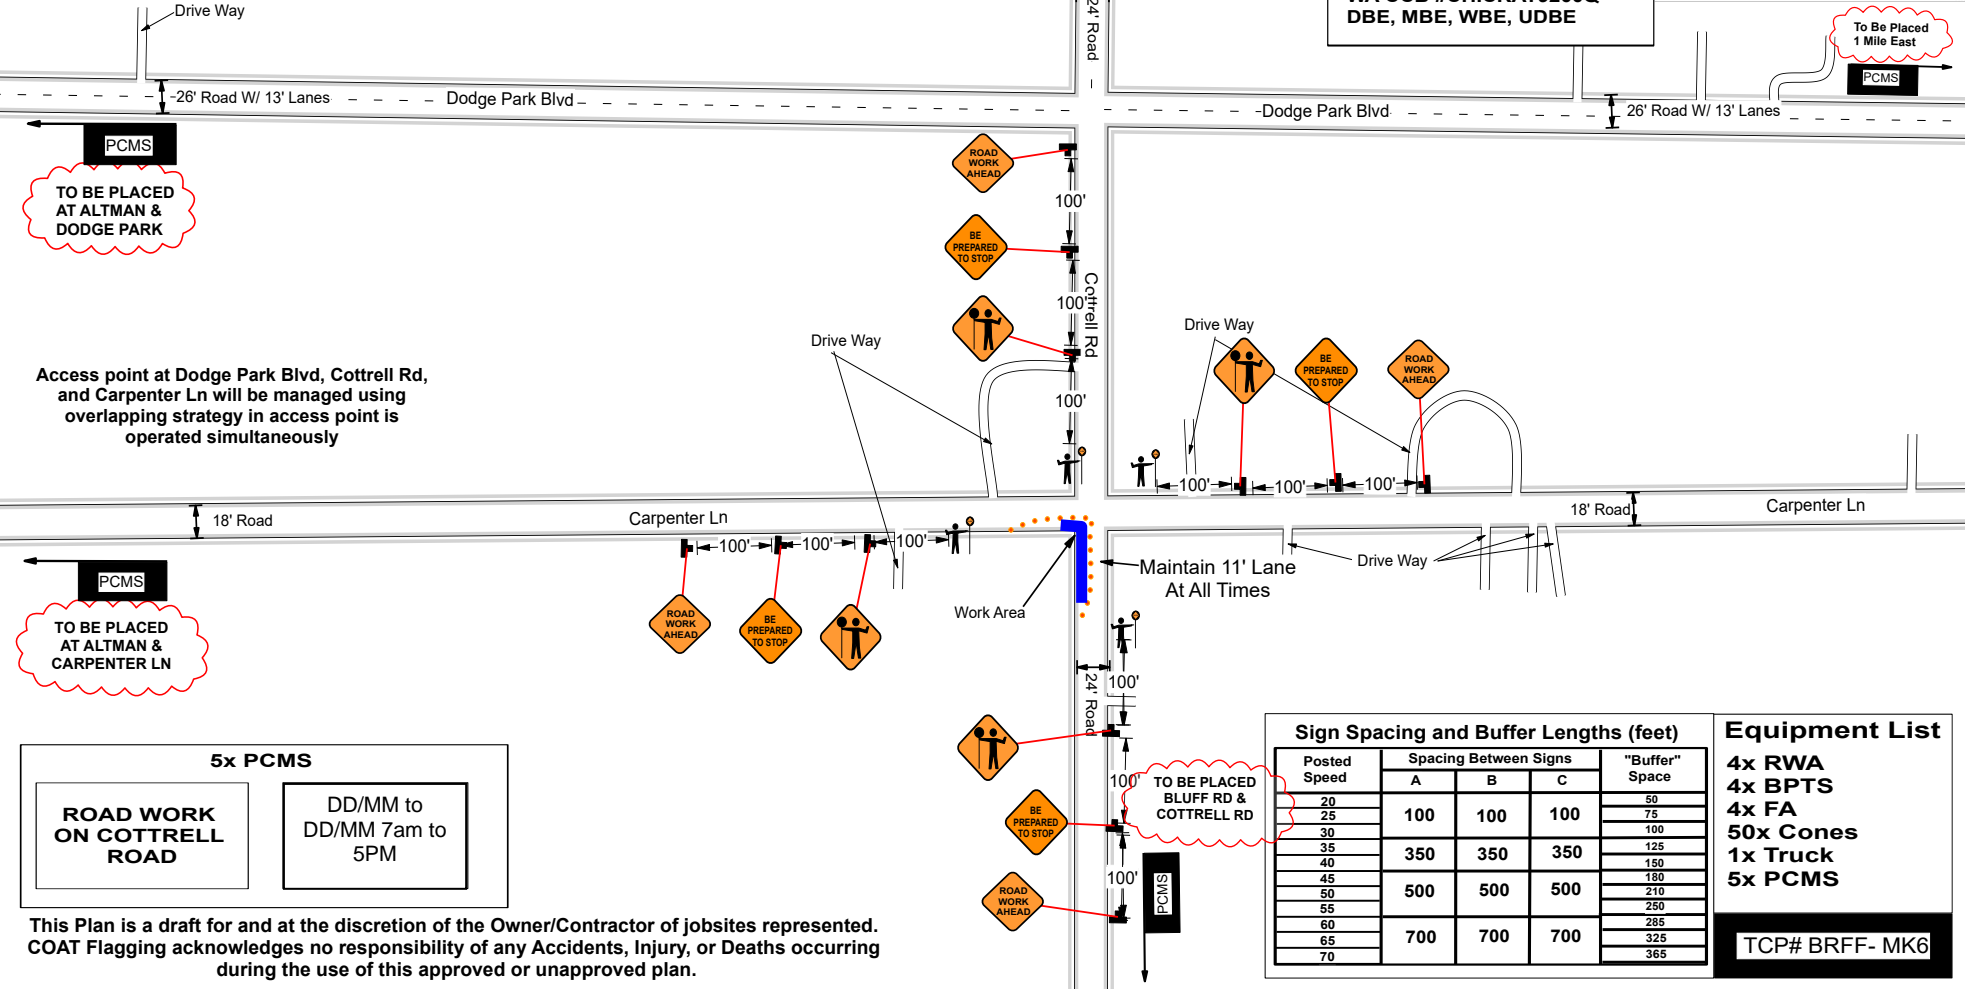 Drive Way
24' Road
DBE, MBE, WBE, UDBE
To Be Placed
1 Mile East
PCMS
26' Road W/ 13' Lanes
Dodge Park Blvd
Dodge Park Blvd
26' Road W/ 13' Lanes
PCMS
TO BE PLACED
AT ALTMAN &
DODGE PARK
ROAD
WORK
AHEAD
100'
BE
PREPARED
TO STOP
100'
Cottrell Rd
100'
Drive Way
Drive Way
BE
PREPARED
TO STOP
ROAD
WORK
AHEAD
Access point at Dodge Park Blvd, Cottrell Rd,
and Carpenter Ln will be managed using
overlapping strategy in access point is
operated simultaneously
100'
100'
100'
18' Road
Carpenter Ln
18' Road
Carpenter Ln
100'
100'
100'
PCMS
TO BE PLACED
AT ALTMAN &
CARPENTER LN
ROAD
WORK
AHEAD
BE
PREPARED
TO STOP
Work Area
Maintain 11' Lane
At All Times
Drive Way
100'
24' Road
100'
BE
PREPARED
TO STOP
100'
ROAD
WORK
AHEAD
TO BE PLACED
BLUFF RD &
COTTRELL RD
PCMS
5x PCMS
ROAD WORK
ON COTTRELL
ROAD
DD/MM to
DD/MM 7am to
5PM
This Plan is a draft for and at the discretion of the Owner/Contractor of jobsites represented.
COAT Flagging acknowledges no responsibility of any Accidents, Injury, or Deaths occurring
during the use of this approved or unapproved plan.
Sign Spacing and Buffer Lengths (feet)
Posted Speed Spacing Between Signs "Buffer" Space
A B C
20 50
25 100 100 100 75
30 100
35 350 350 350 125
40 150
45 180
50 500 500 500 210
55 250
60 285
65 700 700 700 325
70 365
Equipment List
4x RWA
4x BPTS
4x FA
50x Cones
1x Truck
5x PCMS
TCP# BRFF- MK6